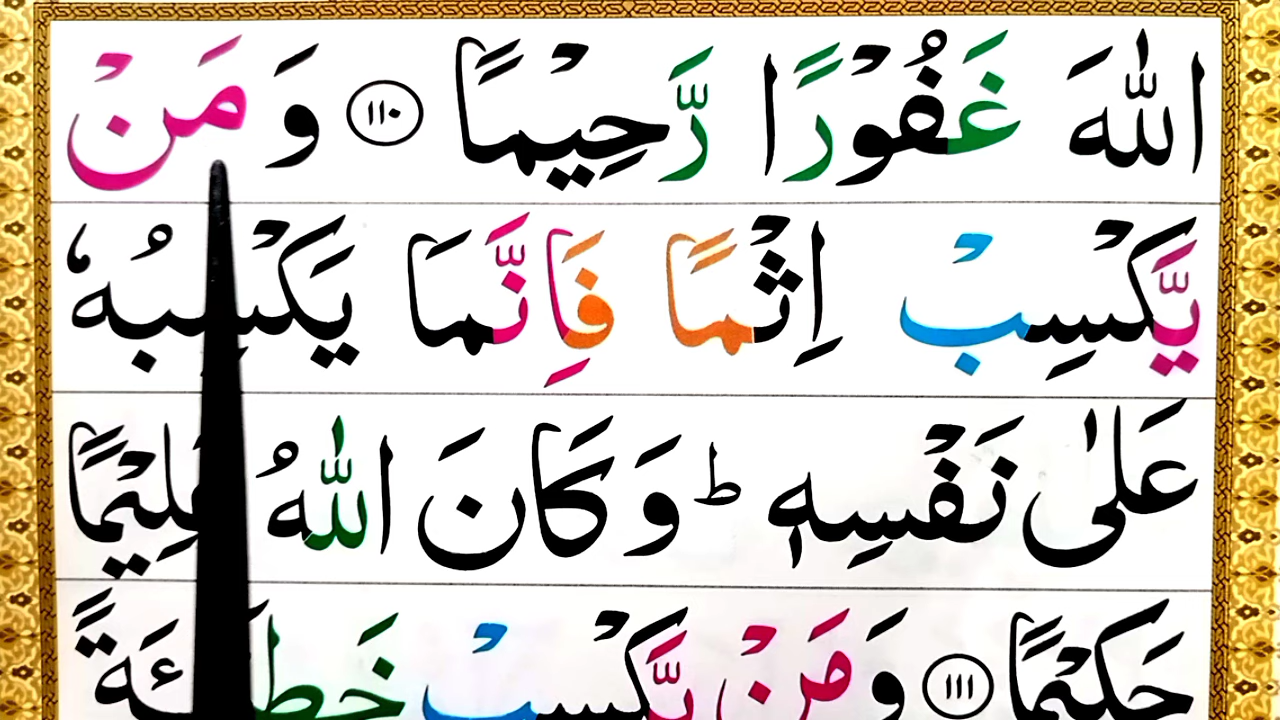 اللّٰهَ غَفُوْرًا رَّحِيْمًا ﴿١١٠﴾ وَ مَنْ
يَّكْسِبْ اِثْمًا فَاِنَّمَا يَكْسِبُهٗ
عَلٰى نَفْسِهٖ ؕ وَ كَانَ اللّٰهُ عَلِيْمًا
حَكِيْمًا ﴿١١١﴾ وَ مَنْ يَّكْسِبْ خَطِيْٓئَةً